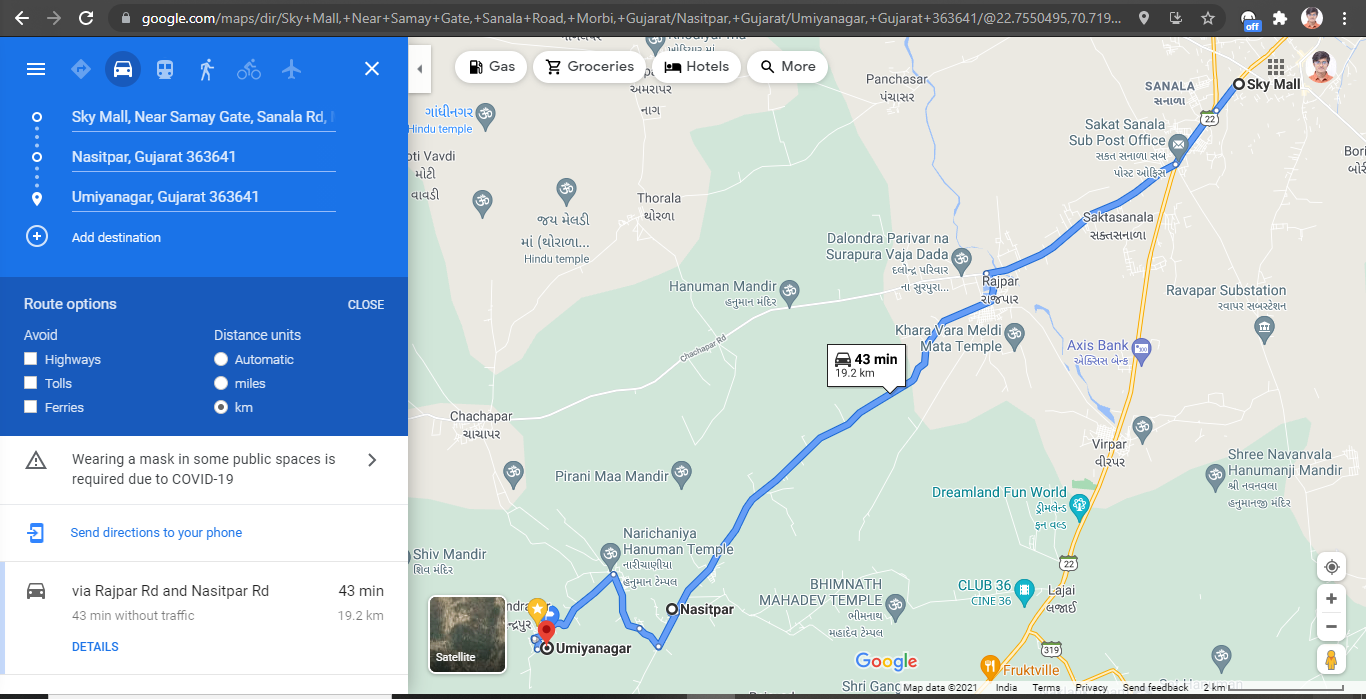 google.com/maps/dir/Sky+Mall,+Near+Samay+Gate,+Sanala+Road,+Morbi,+Gujarat/Nasitpar,+Gujarat/Umiyanagar,+Gujarat+363641/@22.7550495,70.719...
off
Sky Mall, Near Samay Gate, Sanala Rd,
Nasitpar, Gujarat 363641
Umiyanagar, Gujarat 363641
Add destination
Route options
CLOSE
Avoid
Distance units
Highways
Automatic
Tolls
miles
Ferries
km
Wearing a mask in some public spaces is
required due to COVID-19
Send directions to your phone
via Rajpar Rd and Nasitpar Rd
43 min
43 min without traffic
19.2 km
DETAILS
Gas
Groceries
Hotels
More
અમરાપર
નાગ
Panchasar
પંચાસર
SANALA
સનાળા
Sky Mall
22
ગાંધીનગર
Hindu temple
Sakat Sanala
Sub Post Office
સકત સનાળા સબ
પોસ્ટ ઓફિસ
Vavdi
મોટી
વાવડી
જય મેલડી
માં (થોરાળા...
Hindu temple
Thorala
થોરળા
Saktasanala
સક્તસનાળા
Dalondra Parivar na
Surapura Vaja Dada
દલોન્દ્ર પરિવાર
ના સુરપુરા...
Rajpar
રાજપાર
Hanuman Mandir
હનુમાન મંદિર
Ravapar Substation
રવાપર સબસ્ટેશન
Khara Vara Meldi
Mata Temple
Axis Bank
એક્સિસ બેન્ક
Chachapar Rd
43 min
19.2 km
Chachapar
ચાચાપર
Virpar
વીરપર
Shree Navanvala
Hanumanji Mandir
શ્રી નવનવલા
હનુમાનજી મંદિર
Pirani Maa Mandir
Dreamland Fun World
ડ્રીમલેન્ડ
ફન વર્લ્ડ
Narichaniya
Hanuman Temple
નારીચાણીયા
હનુમાન ટેમ્પલ
Shiv Mandir
શિવ મંદિર
22
BHIMNATH
MAHADEV TEMPLE
ભીમનાથ
મહાદેવ ટેમ્પલ
CLUB 36
CINE 36
Lajai
લજાઈ
Nasitpar
Umiyanagar
319
Satellite
Google
Fruktville
Shri Gang
Map data ©2021
India
Terms
Privacy
Send feedback
2 km